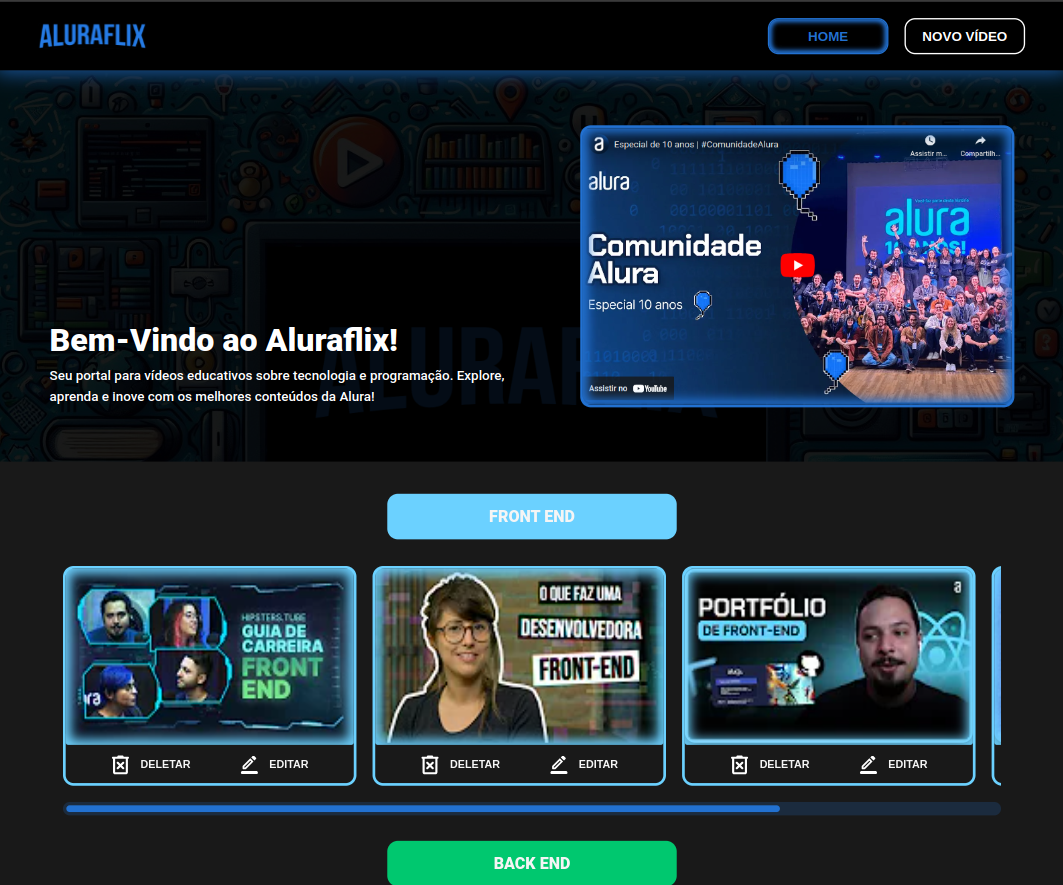 ALURAFLIX
HOME
NOVO VÍDEO
Especial de 10 anos | #ComunidadeAlura
Assistir m...
Compartilh...
alura
alura
Comunidade
Alura
Especial 10 anos
Assistir no YouTube
Bem-Vindo ao Aluraflix!
Seu portal para vídeos educativos sobre tecnologia e programação. Explore,
aprenda e inove com os melhores conteúdos da Alura!
FRONT END
HIPSTERS.TUBE
GUIA DE
CARREIRA
FRONT
END
O QUE FAZ UMA
DESENVOLVEDORA
FRONT-END
PORTFÓLIO
DE FRONT-END
DELETAR
EDITAR
DELETAR
EDITAR
DELETAR
EDITAR
BACK END